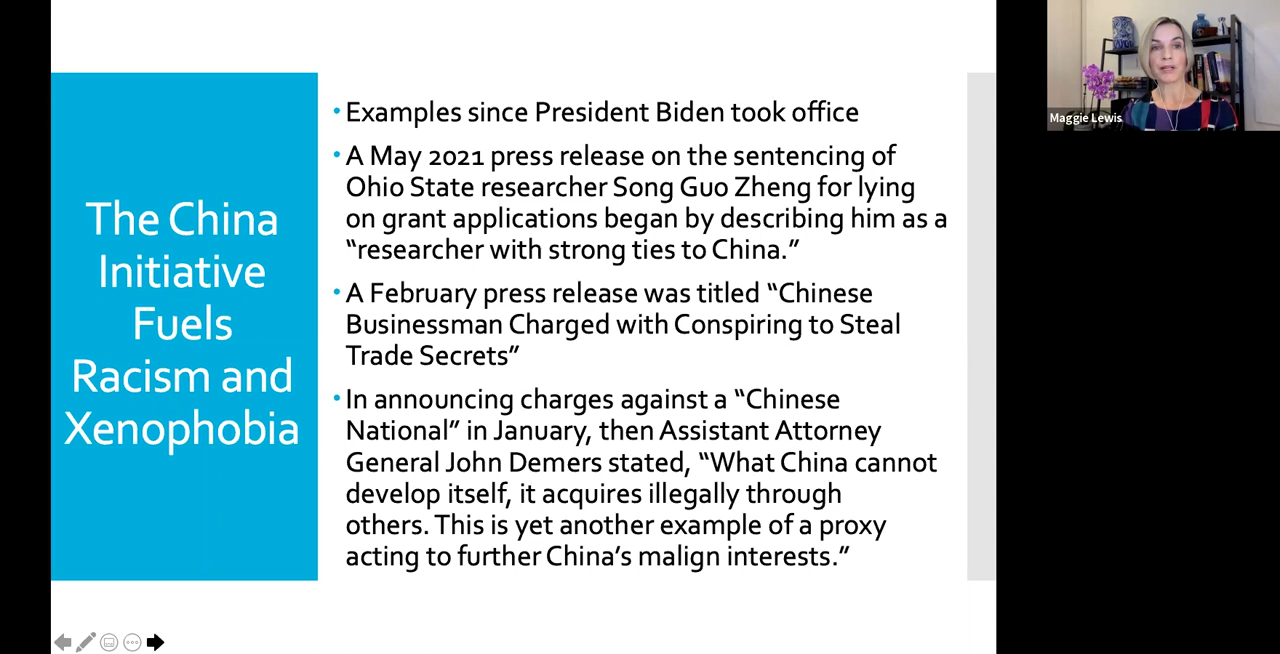 The China
Initiative
Fuels
Racism and
Xenophobia
• Examples since President Biden took office
• A May 2021 press release on the sentencing of
Ohio State researcher Song Guo Zheng for lying
on grant applications began by describing him as a
“researcher with strong ties to China.”
• A February press release was titled “Chinese
Businessman Charged with Conspiring to Steal
Trade Secrets”
• In announcing charges against a “Chinese
National” in January, then Assistant Attorney
General John Demers stated, “What China cannot
develop itself, it acquires illegally through
others. This is yet another example of a proxy
acting to further China’s malign interests.”
Maggie Lewis